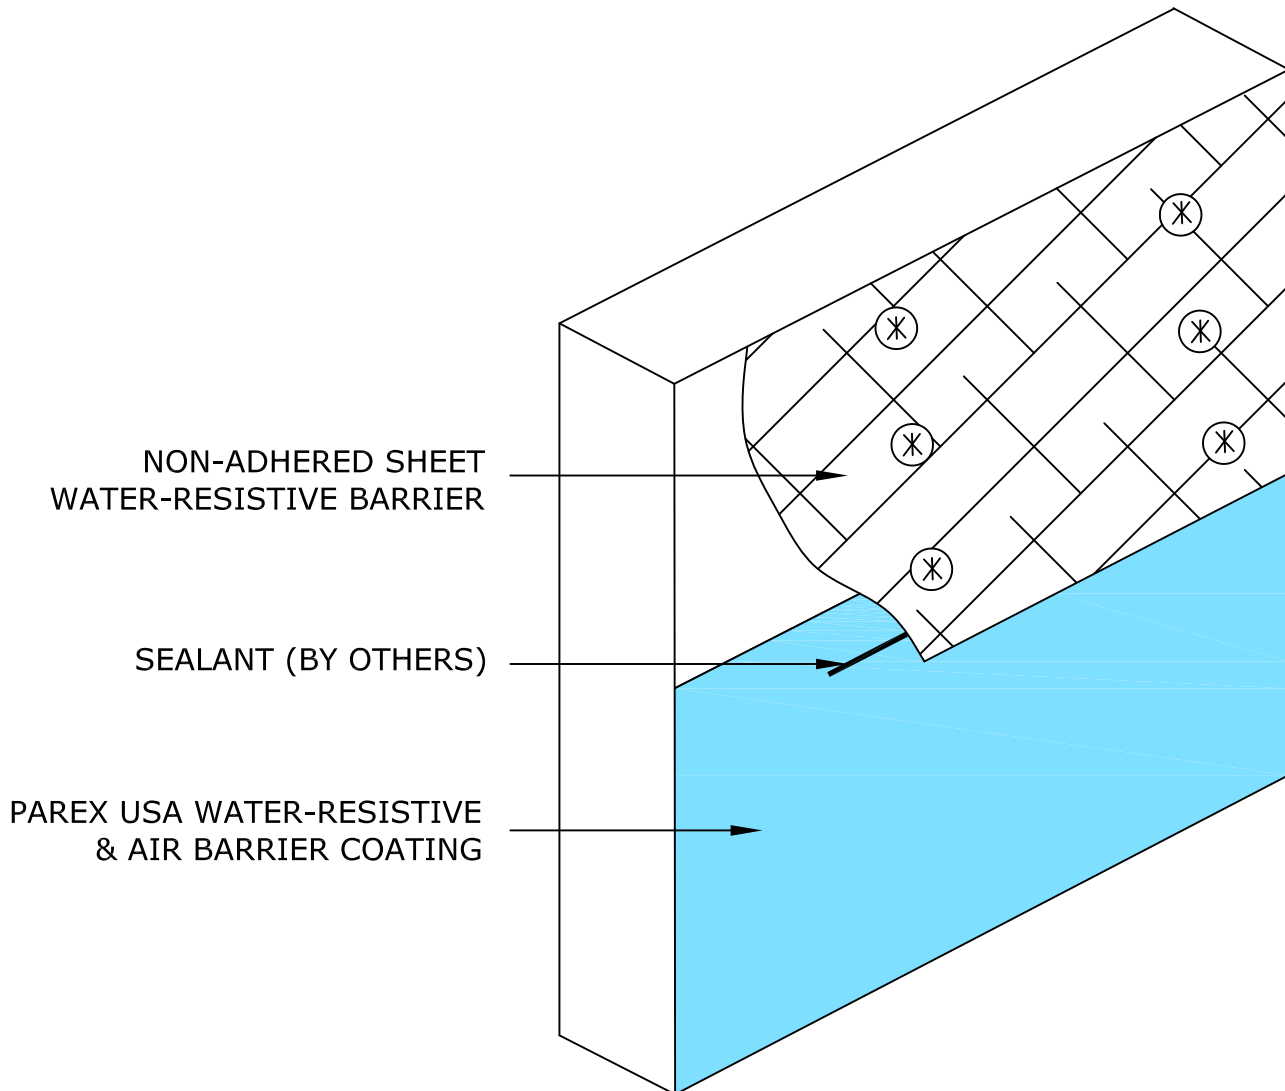 NON-ADHERED SHEET
WATER-RESISTIVE BARRIER
SEALANT (BY OTHERS)
PAREX USA WATER-RESISTIVE
& AIR BARRIER COATING